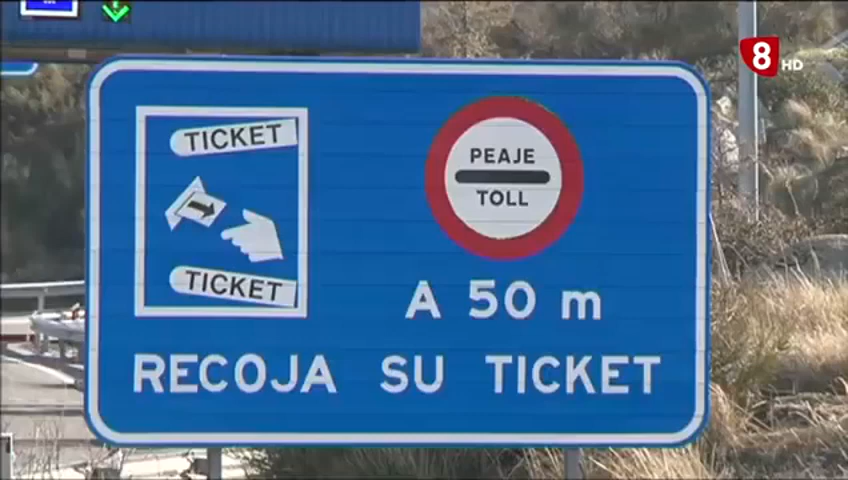 8 HD
TICKET
TICKET
PEAJE
TOLL
A 50 m
RECOJA SU TICKET